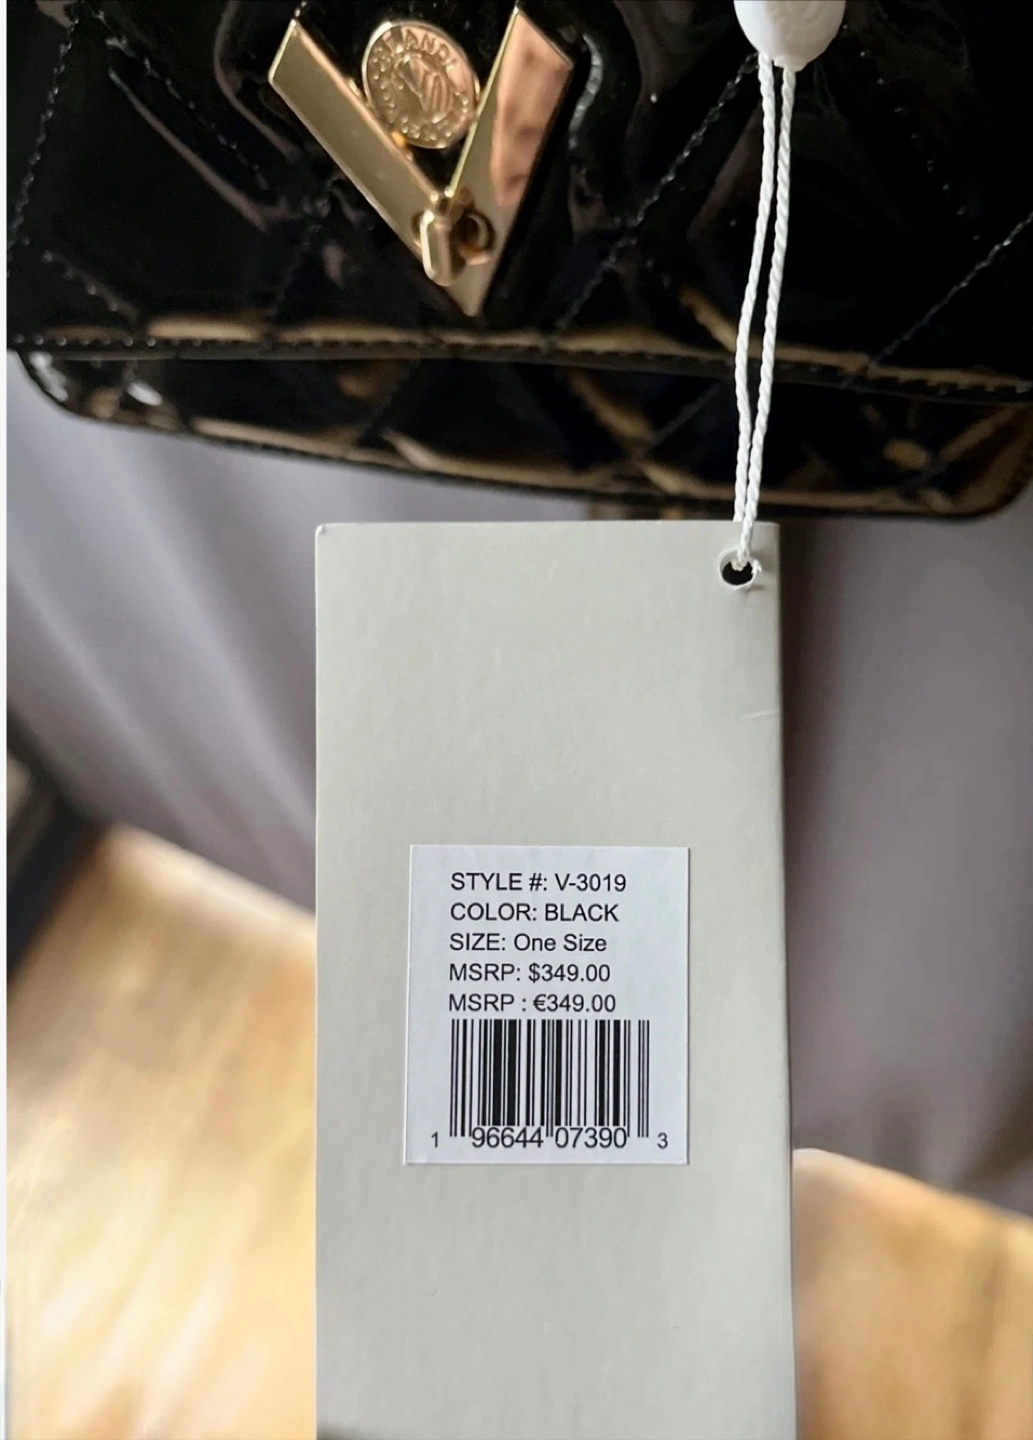 STYLE #: V-3019
COLOR: BLACK
SIZE: One Size
MSRP: $349.00
MSRP : €349.00
1 96644 07390 3